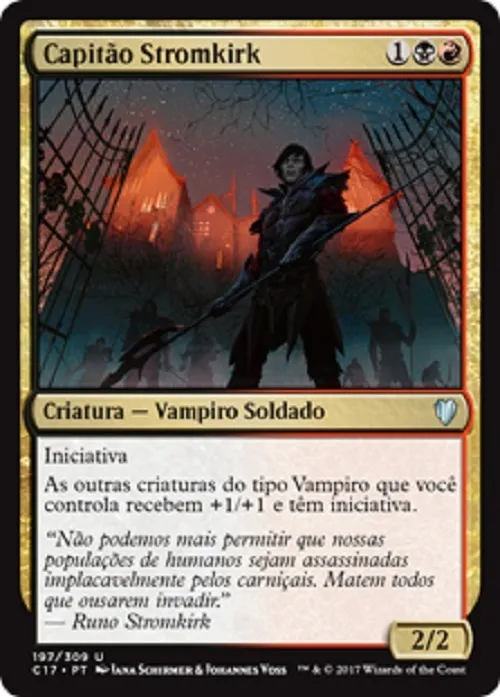 Capitão Stromkirk 1
Criatura — Vampiro Soldado
Iniciativa
As outras criaturas do tipo Vampiro que você
controla recebem +1/+1 e têm iniciativa.
“Não podemos mais permitir que nossas
populações de humanos sejam assassinadas
implacavelmente pelos carniçais. Matem todos
que ousarem invadir.”
— Runo Stromkirk
2/2
197/309 U
C17 • PT Jana Schirmer & Johannes Voss ™ & © 2017 Wizards of the Coast